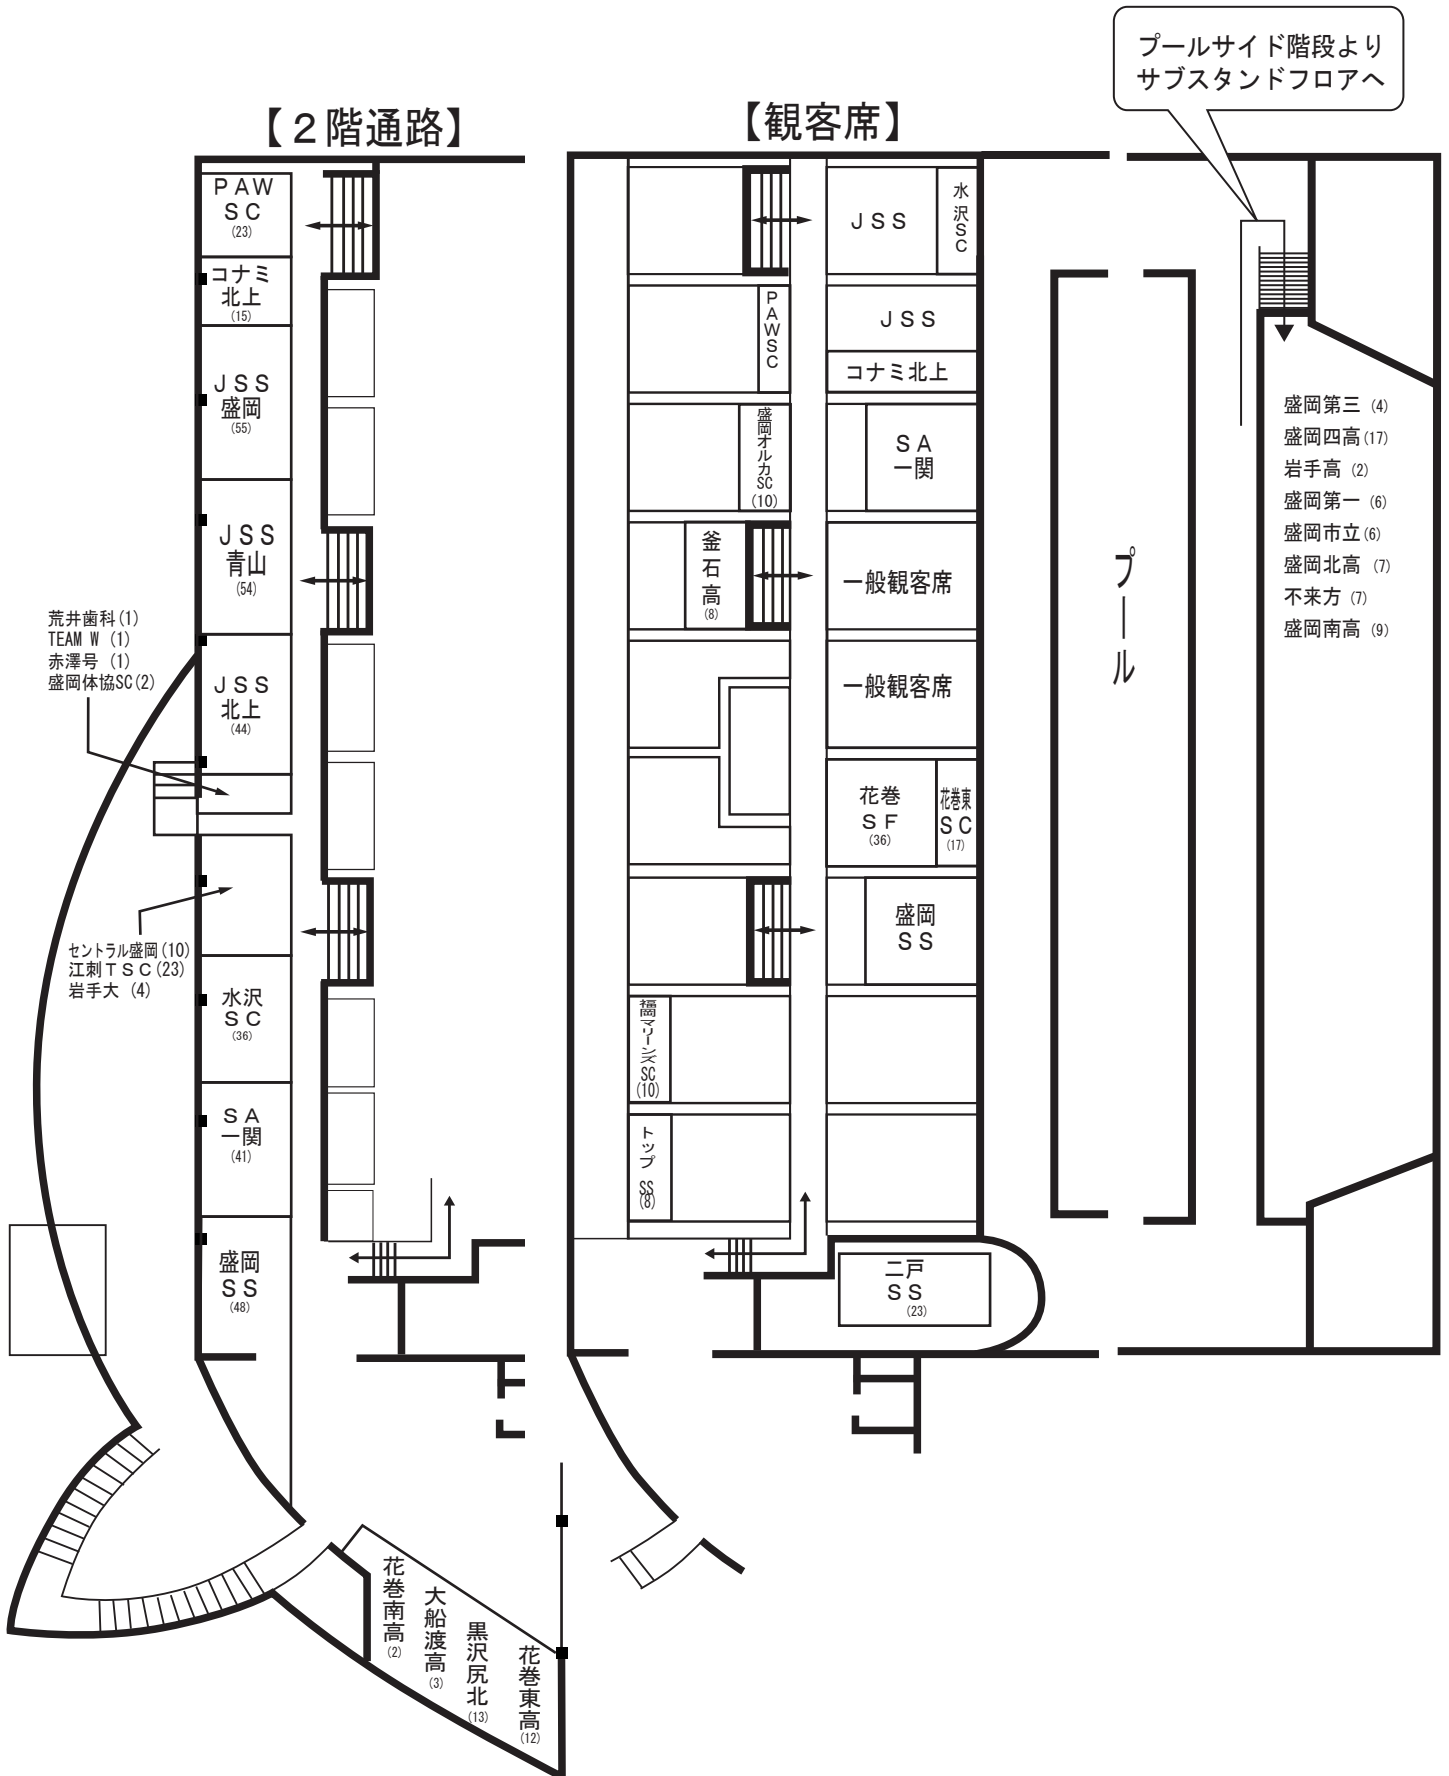 プールサイド階段より
サブスタンドフロアへ
【２階通路】
ＰＡＷ
ＳＣ
(23)
コナミ
北上
(15)
ＪＳＳ
盛岡
(55)
ＪＳＳ
青山
(54)
荒井歯科(1)
TEAM W (1)
赤澤号 (1)
盛岡体協SC(2)
ＪＳＳ
北上
(44)
セントラル盛岡(10)
江刺ＴＳＣ(23)
岩手大 (4)
水沢
ＳＣ
(36)
ＳＡ
一関
(41)
盛岡
ＳＳ
(48)
花巻南高
(2)
大船渡高
(3)
黒沢尻北
(13)
花巻東高
(12)
【観客席】
ＪＳＳ
水沢SC
ＰＡＷＳＣ
ＪＳＳ
コナミ北上
盛岡オルカSC
(10)
ＳＡ
一関
釜石高
(8)
一般観客席
一般観客席
花巻
ＳＦ
(36)
花巻東
ＳＣ
(17)
盛岡
ＳＳ
福岡マリーンズSC
(10)
トップ SS
(8)
二戸
ＳＳ
(23)
プール
盛岡第三 (4)
盛岡四高(17)
岩手高 (2)
盛岡第一 (6)
盛岡市立(6)
盛岡北高 (7)
不来方 (7)
盛岡南高 (9)